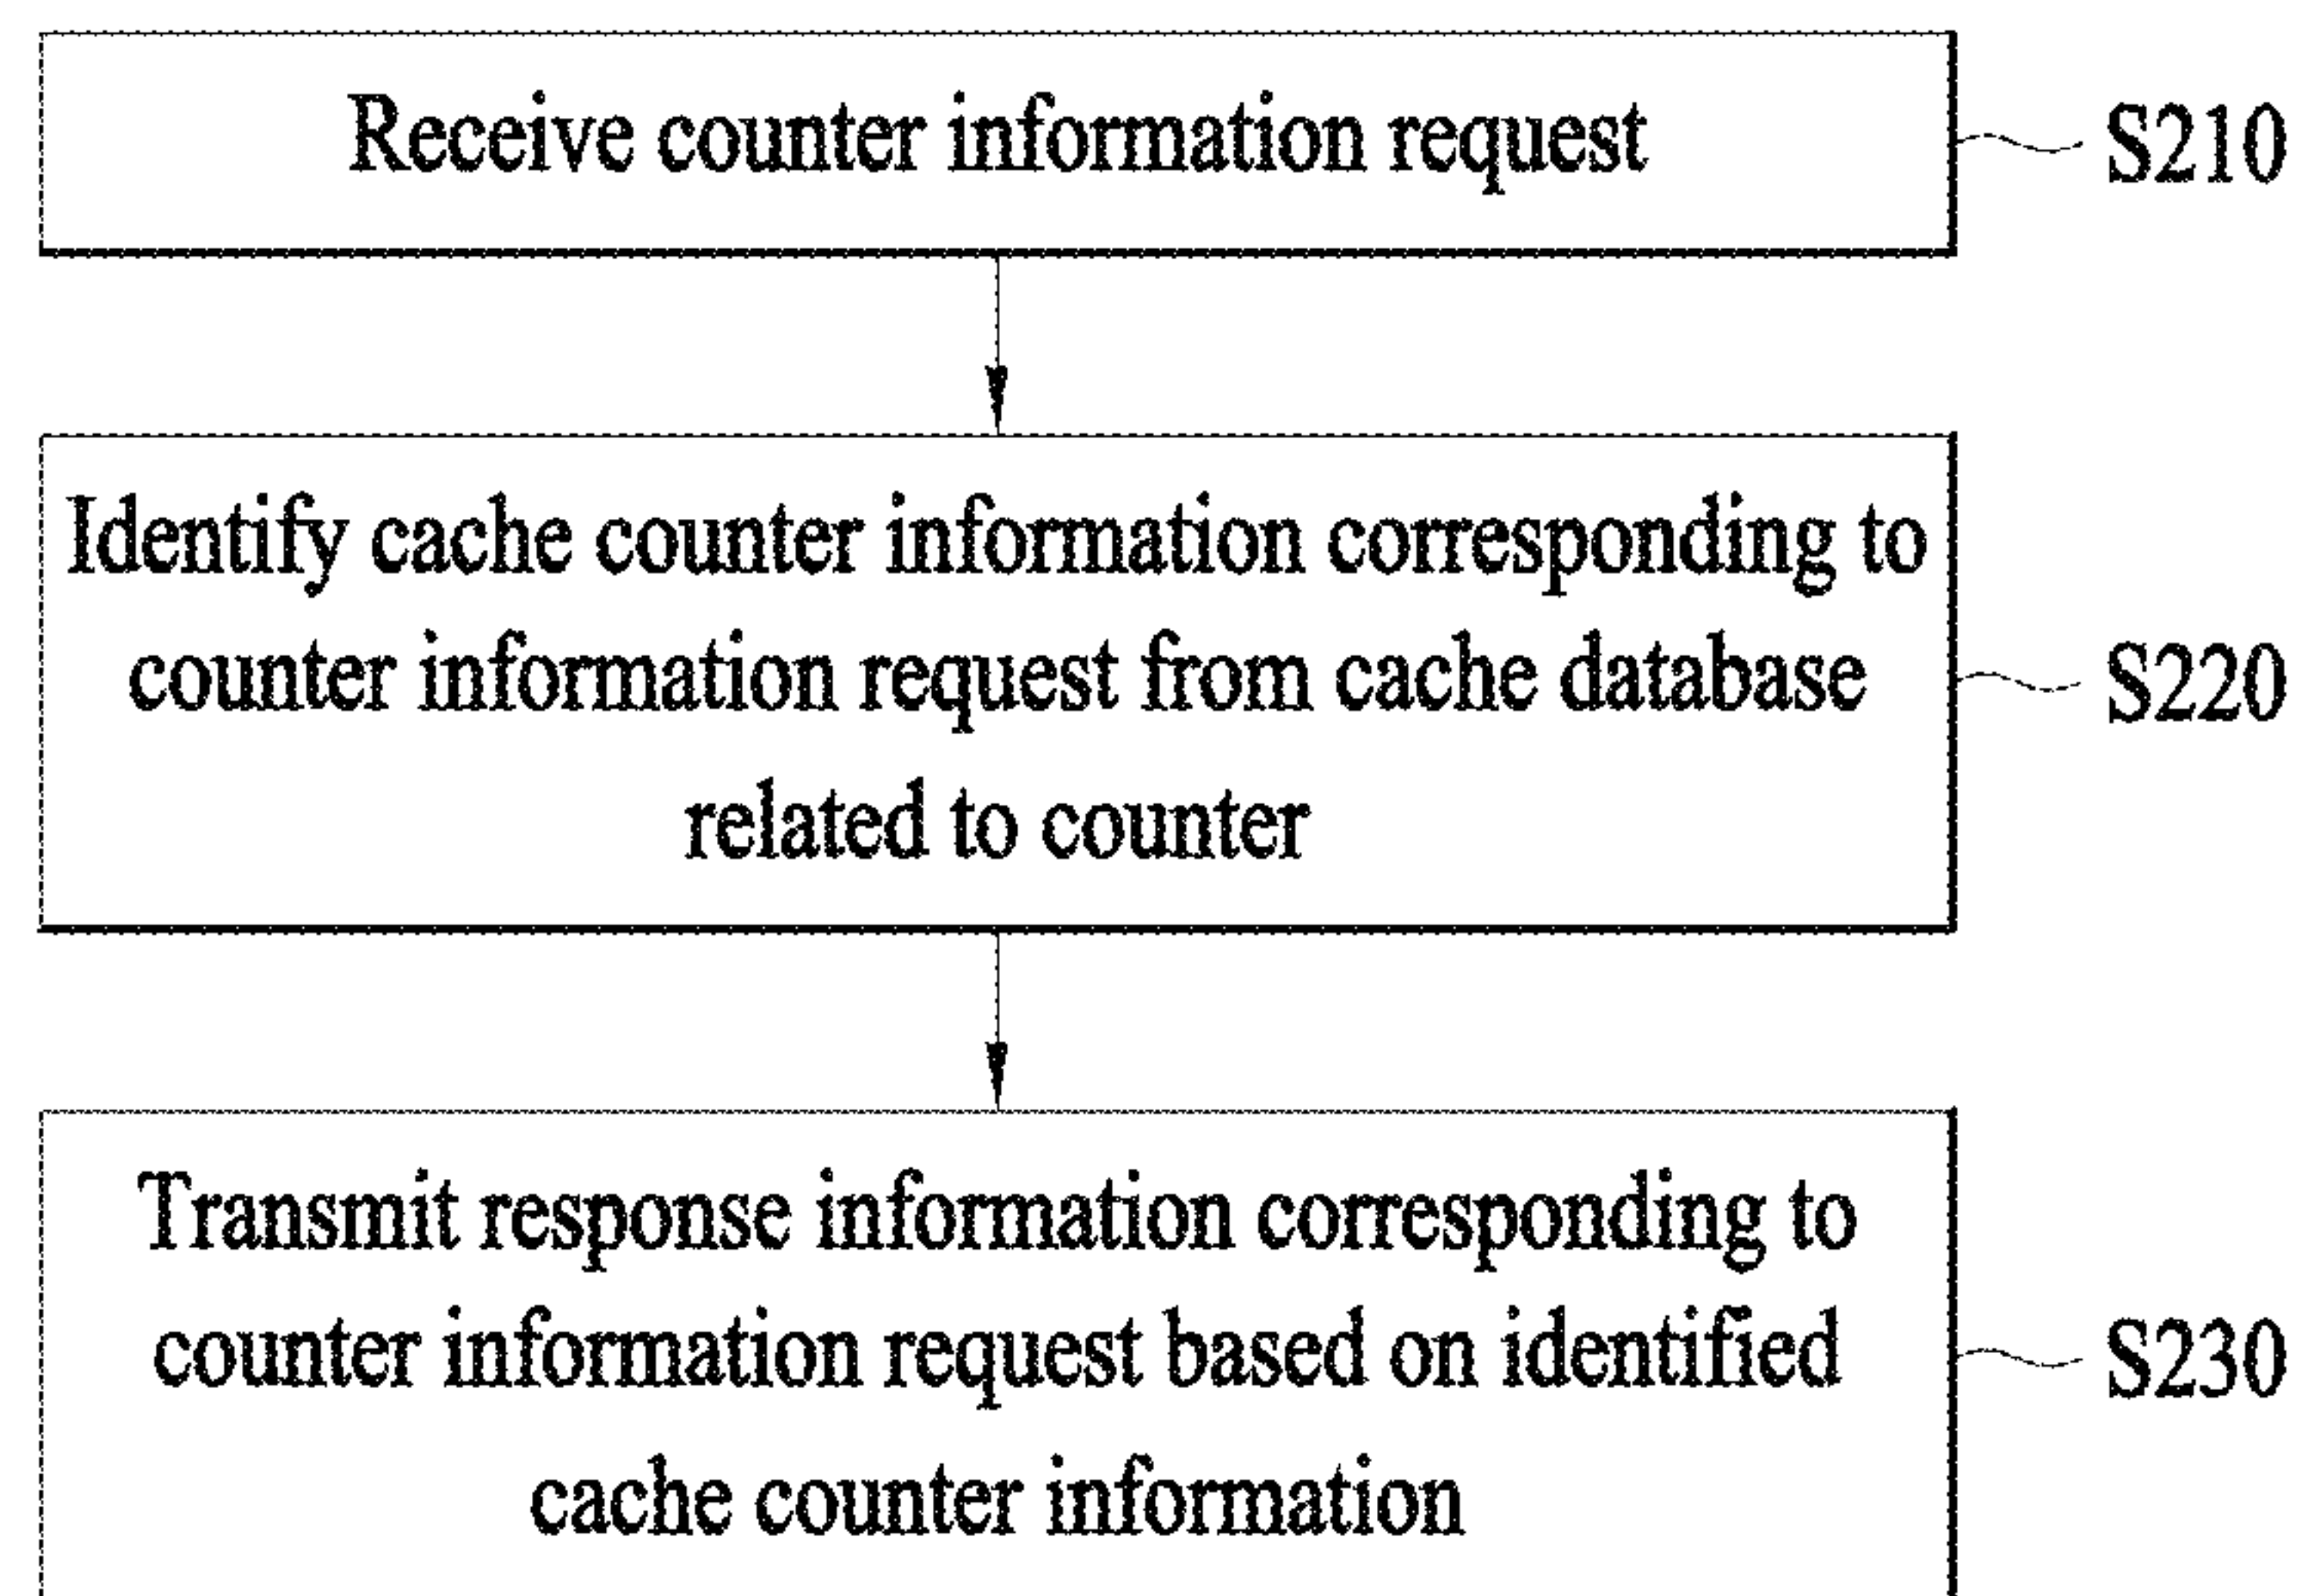 Receive counter information request
S210
Identify cache counter information corresponding to
counter information request from cache database
S220
related to counter
Transmit response information corresponding to
counter information request based on identified
S230
cache counter information